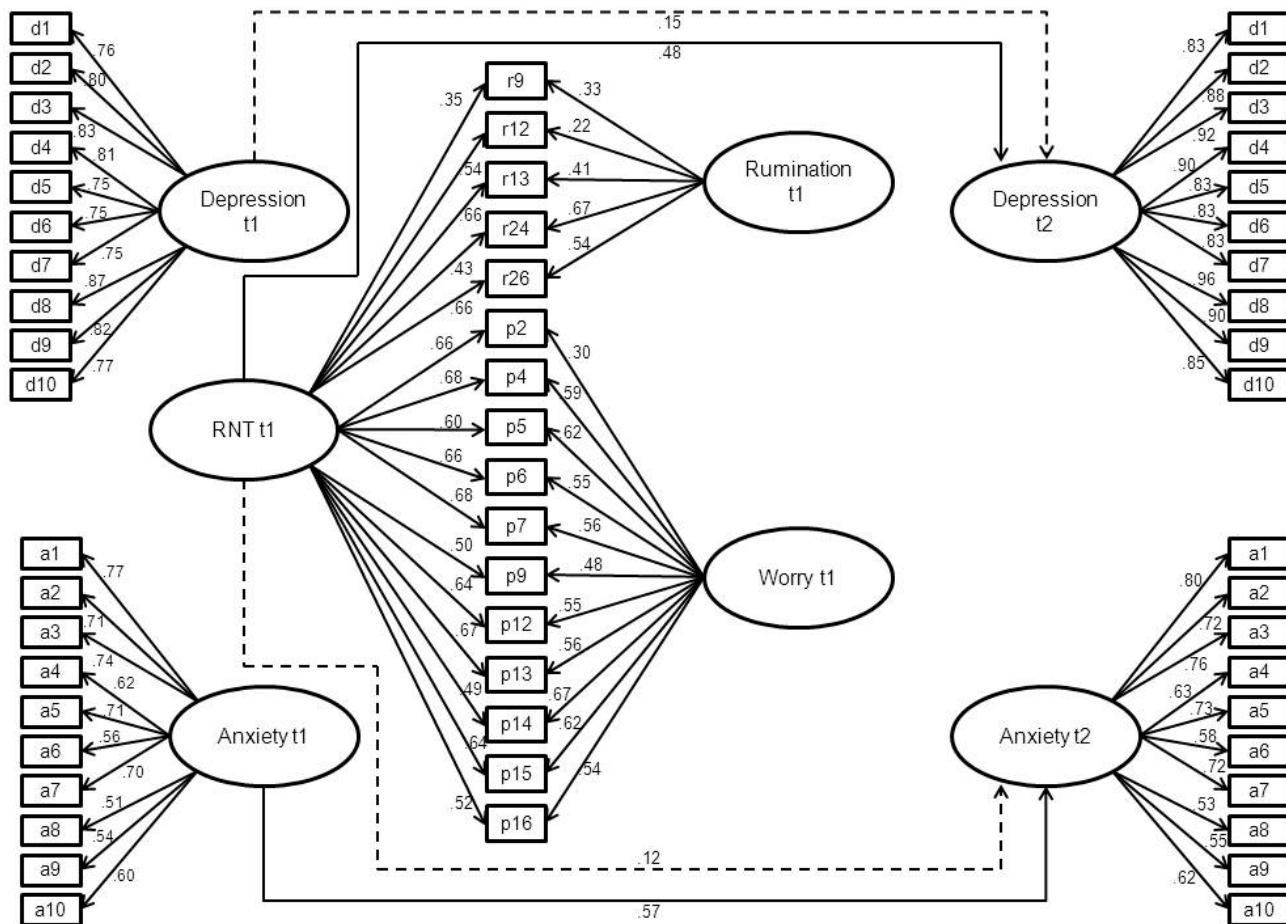 d1
d2
d3
d4
d5
d6
d7
d8
d9
d10
.76
.80
.83
.81
.75
.75
.75
.87
.82
.77
Depression
t1
.15
.48
r9
r12
r13
r24
r26
p2
p4
p5
p6
p7
p9
p12
p13
p14
p15
p16
.35
.54
.66
.43
.66
.66
.68
.60
.66
.68
.50
.64
.67
.49
.64
.52
RNT t1
.33
.22
.41
.67
.54
Rumination
t1
.30
.59
.62
.55
.56
.48
.55
.56
.67
.62
.54
Worry t1
Depression
t2
.83
.88
.92
.90
.83
.83
.83
.96
.90
.85
d1
d2
d3
d4
d5
d6
d7
d8
d9
d10
a1
a2
a3
a4
a5
a6
a7
a8
a9
a10
.77
.71
.74
.62
.71
.56
.70
.51
.54
.60
Anxiety t1
.12
.57
Anxiety t2
.80
.72
.76
.63
.73
.58
.72
.53
.55
.62
a1
a2
a3
a4
a5
a6
a7
a8
a9
a10